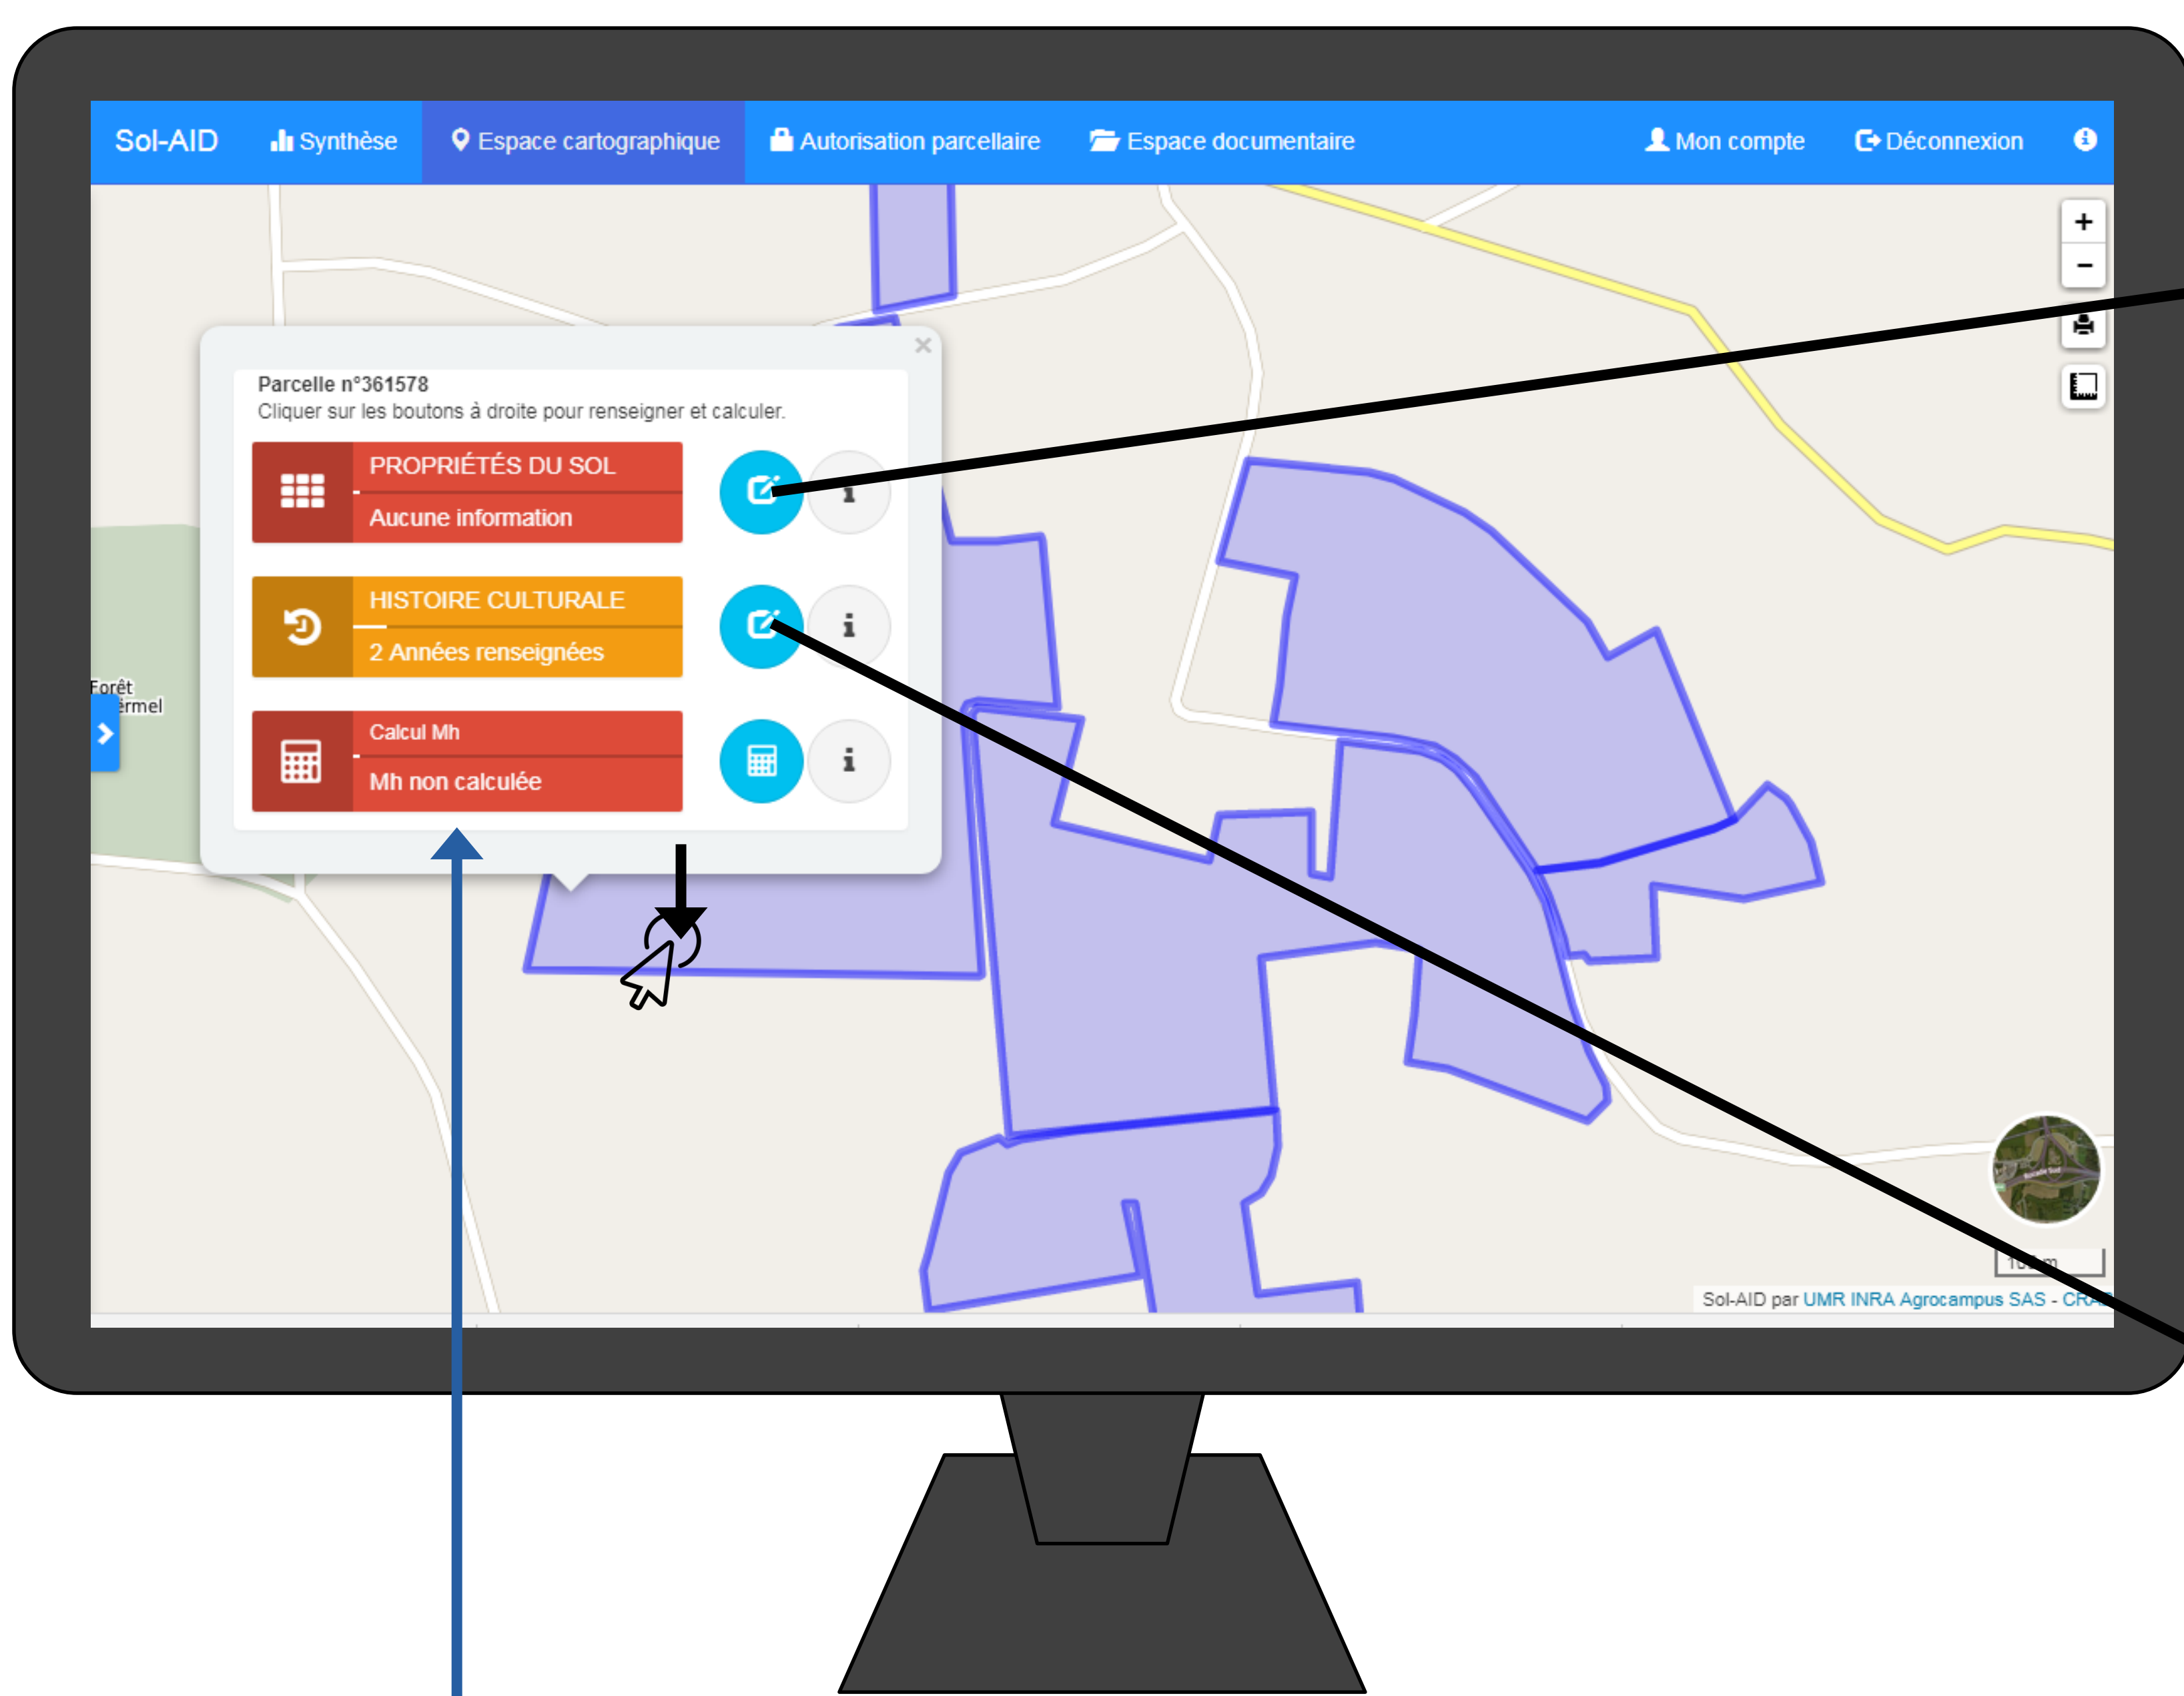 Sol-AID Synthèse Espace cartographique Autorisation parcellaire Espace documentaire Mon compte Déconnexion
+
−
Parcelle n°361578
Cliquer sur les boutons à droite pour renseigner et calculer.
PROPRIÉTÉS DU SOL
Aucune information
HISTOIRE CULTURALE
2 Années renseignées
Forêt
Calcul Mh
Mh non calculée
Sol-AID par UMR INRA Agrocampus SAS -